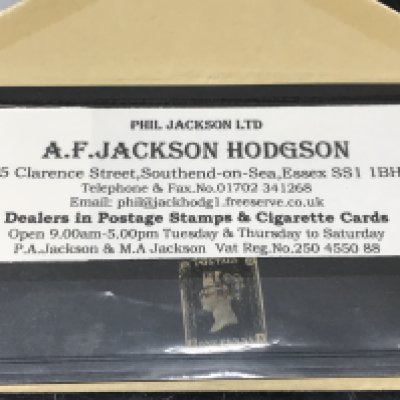 PHIL JACKSON LTD
A.F.JACKSON HODGSON
5 Clarence Street,Southend-on-Sea,Essex SS1 1BH
Telephone & Fax.No.01702 341268
Email: phil@jackhodg1.freeserve.co.uk
Dealers in Postage Stamps & Cigarette Cards
Open 9.00am-5.00pm Tuesday & Thursday to Saturday
P.A.Jackson & M.A Jackson Vat Reg.No.250 4550 88
POSTAGE